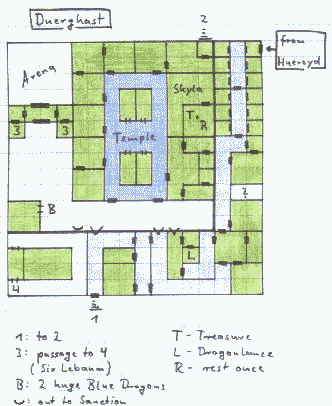 Duerghast
2
from
Huerzyd
Arena
Skyla
T
R
Temple
3
3
2
B
L
4
1
1: to 2
3: passage to 4
(Sir Lebaum)
B: 2 huge Blue Dragons
out to Sanction
T - Treasure
L - Dragonlance
R - rest once